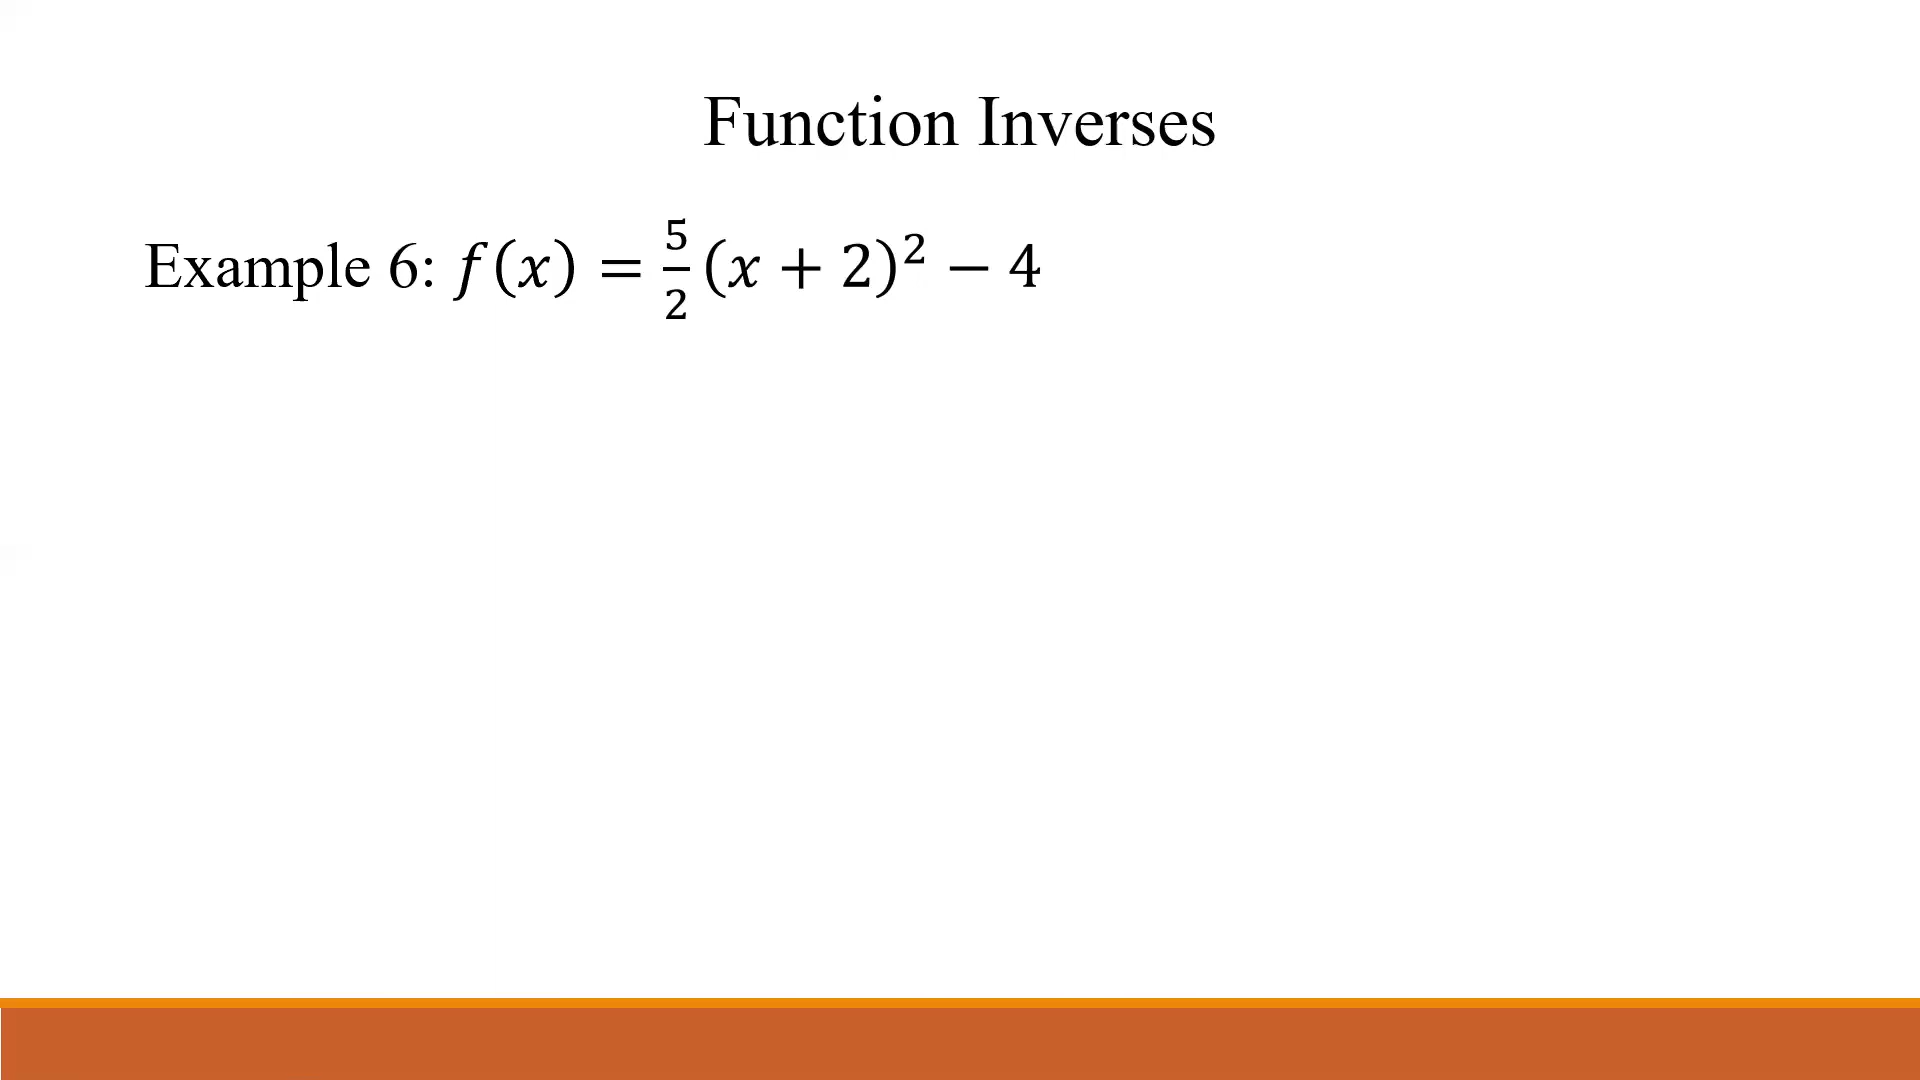 Function Inverses
Example 6: f(x) = 5/2 (x + 2)² − 4